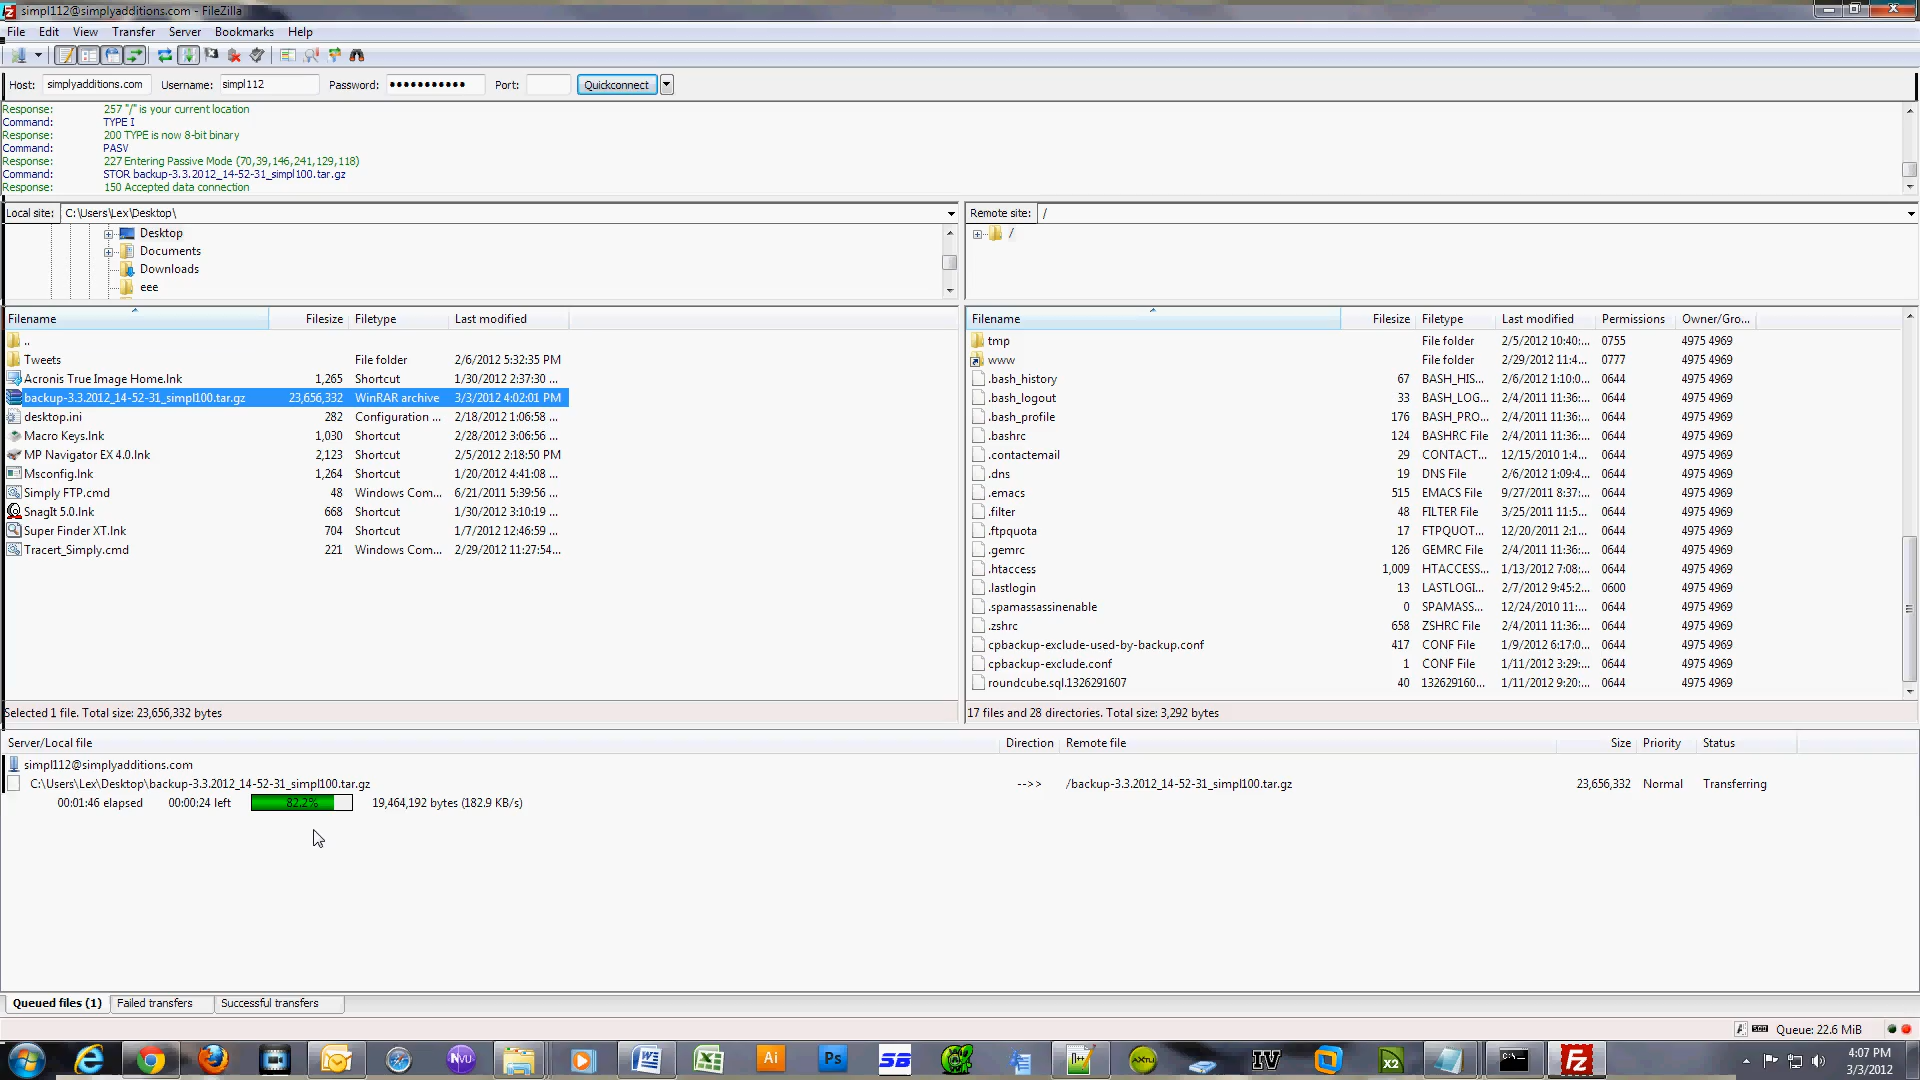 simpl112@simplyadditions.com - FileZilla
File Edit View Transfer Server Bookmarks Help
Host: simplyadditions.com Username: simpl112 Password: ●●●●●●●●●●● Port: Quickconnect
Response: 257 "/" is your current location
Command: TYPE I
Response: 200 TYPE is now 8-bit binary
Command: PASV
Response: 227 Entering Passive Mode (70,39,146,241,129,118)
Command: STOR backup-3.3.2012_14-52-31_simpl100.tar.gz
Response: 150 Accepted data connection
Local site: C:\Users\Lex\Desktop\
Desktop
Documents
Downloads
eee
Remote site: /
/
Filename Filesize Filetype Last modified
..
Tweets File folder 2/6/2012 5:32:35 PM
Acronis True Image Home.lnk 1,265 Shortcut 1/30/2012 2:37:30 ...
backup-3.3.2012_14-52-31_simpl100.tar.gz 23,656,332 WinRAR archive 3/3/2012 4:02:01 PM
desktop.ini 282 Configuration ... 2/18/2012 1:06:58 ...
Macro Keys.lnk 1,030 Shortcut 2/28/2012 3:06:56 ...
MP Navigator EX 4.0.lnk 2,123 Shortcut 2/5/2012 2:18:50 PM
Msconfig.lnk 1,264 Shortcut 1/20/2012 4:41:08 ...
Simply FTP.cmd 48 Windows Com... 6/21/2011 5:39:56 ...
SnagIt 5.0.lnk 668 Shortcut 1/30/2012 3:10:19 ...
Super Finder XT.lnk 704 Shortcut 1/7/2012 12:46:59 ...
Tracert_Simply.cmd 221 Windows Com... 2/29/2012 11:27:54...
Selected 1 file. Total size: 23,656,332 bytes
Filename Filesize Filetype Last modified Permissions Owner/Gro...
tmp File folder 2/5/2012 10:40:... 0755 4975 4969
www File folder 2/29/2012 11:4... 0777 4975 4969
.bash_history 67 BASH_HIS... 2/6/2012 1:10:0... 0644 4975 4969
.bash_logout 33 BASH_LOG... 2/4/2011 11:36:... 0644 4975 4969
.bash_profile 176 BASH_PRO... 2/4/2011 11:36:... 0644 4975 4969
.bashrc 124 BASHRC File 2/4/2011 11:36:... 0644 4975 4969
.contactemail 29 CONTACT... 12/15/2010 1:4... 0644 4975 4969
.dns 19 DNS File 2/6/2012 1:09:4... 0644 4975 4969
.emacs 515 EMACS File 9/27/2011 8:37:... 0644 4975 4969
.filter 48 FILTER File 3/25/2011 11:5... 0644 4975 4969
.ftpquota 17 FTPQUOT... 12/20/2011 2:1... 0644 4975 4969
.gemrc 126 GEMRC File 2/4/2011 11:36:... 0644 4975 4969
.htaccess 1,009 HTACCESS... 1/13/2012 7:08:... 0644 4975 4969
.lastlogin 13 LASTLOGI... 2/7/2012 9:45:2... 0600 4975 4969
.spamassassinenable 0 SPAMASS... 12/24/2010 11:... 0644 4975 4969
.zshrc 658 ZSHRC File 2/4/2011 11:36:... 0644 4975 4969
cpbackup-exclude-used-by-backup.conf 417 CONF File 1/9/2012 6:17:0... 0644 4975 4969
cpbackup-exclude.conf 1 CONF File 1/11/2012 3:29:... 0644 4975 4969
roundcube.sql.1326291607 40 132629160... 1/11/2012 9:20:... 0644 4975 4969
17 files and 28 directories. Total size: 3,292 bytes
Server/Local file Direction Remote file Size Priority Status
simpl112@simplyadditions.com
C:\Users\Lex\Desktop\backup-3.3.2012_14-52-31_simpl100.tar.gz -->> /backup-3.3.2012_14-52-31_simpl100.tar.gz 23,656,332 Normal Transferring
00:01:46 elapsed 00:00:24 left 82.2% 19,464,192 bytes (182.9 KB/s)
Queued files (1) Failed transfers Successful transfers
Queue: 22.6 MiB
NVU Ai Ps S6 AXTU IV X2 C:\ FZ
4:07 PM
3/3/2012